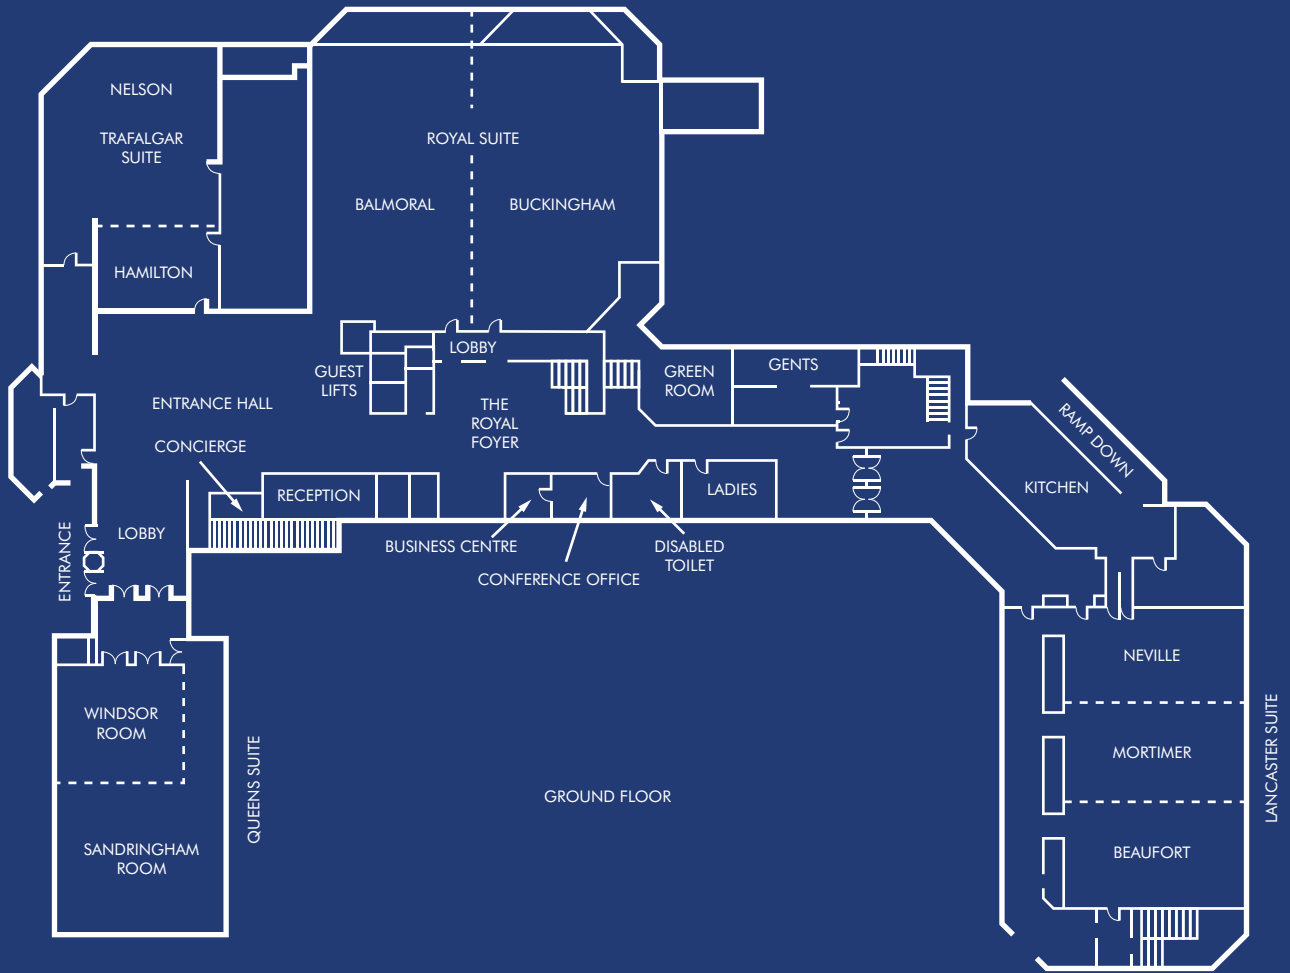 NELSON
TRAFALGAR
SUITE
HAMILTON
ROYAL SUITE
BALMORAL
BUCKINGHAM
LOBBY
GUEST
LIFTS
THE
ROYAL
FOYER
GREEN
ROOM
GENTS
ENTRANCE HALL
CONCIERGE
RECEPTION
LADIES
RAMP DOWN
KITCHEN
ENTRANCE
LOBBY
BUSINESS CENTRE
CONFERENCE OFFICE
DISABLED
TOILET
WINDSOR
ROOM
SANDRINGHAM
ROOM
QUEENS SUITE
GROUND FLOOR
NEVILLE
MORTIMER
BEAUFORT
LANCASTER SUITE